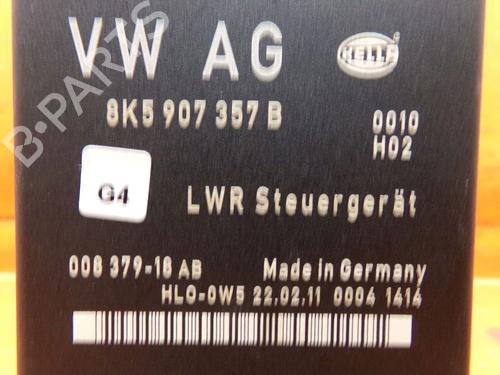 VW AG
HELLA
8K5 907 357 B
0010
H02
G4
LWR Steuergerät
008 379-18 AB
Made in Germany
HLO-0W5 22.02.11 0004 1414
B-PARTS